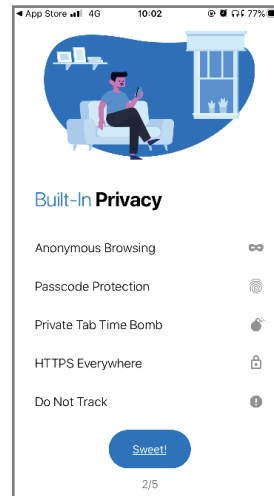 App Store 4G 10:02 77%
Built-In Privacy
Anonymous Browsing
Passcode Protection
Private Tab Time Bomb
HTTPS Everywhere
Do Not Track
Sweet!
2/5